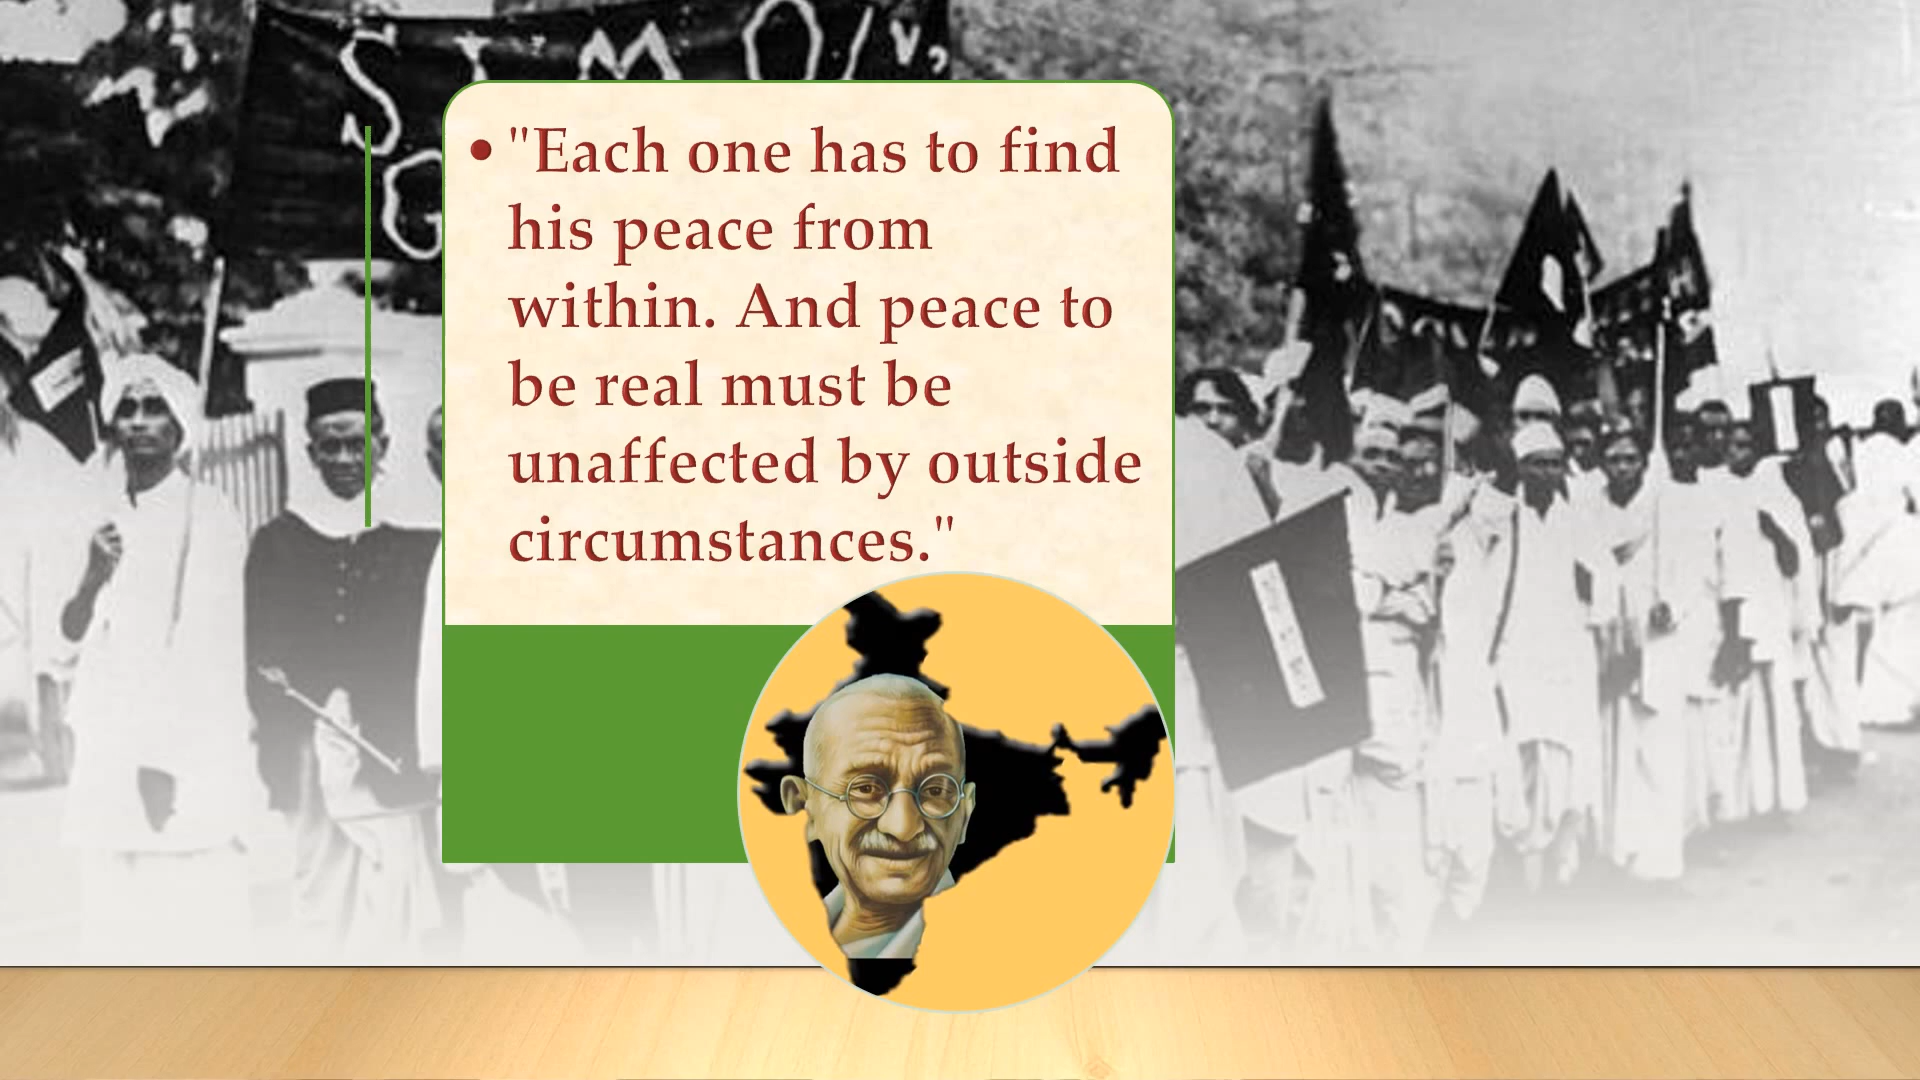 SIMON,
G
• "Each one has to find
his peace from
within. And peace to
be real must be
unaffected by outside
circumstances."